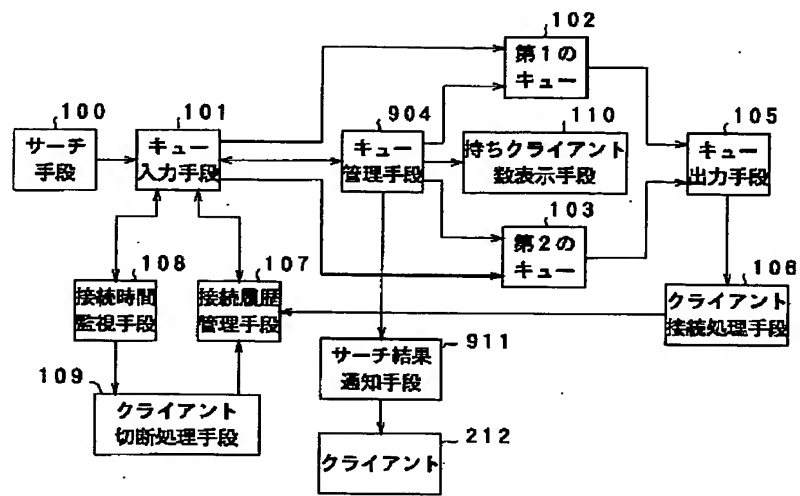 102
第1の
キュー
100
サーチ
手段
101
キュー
入力手段
904
キュー
管理手段
110
持ちクライアント
数表示手段
105
キュー
出力手段
103
第2の
キュー
108
接続時間
監視手段
107
接続履歴
管理手段
106
クライアント
接続処理手段
911
サーチ結果
通知手段
109
クライアント
切断処理手段
212
クライアント